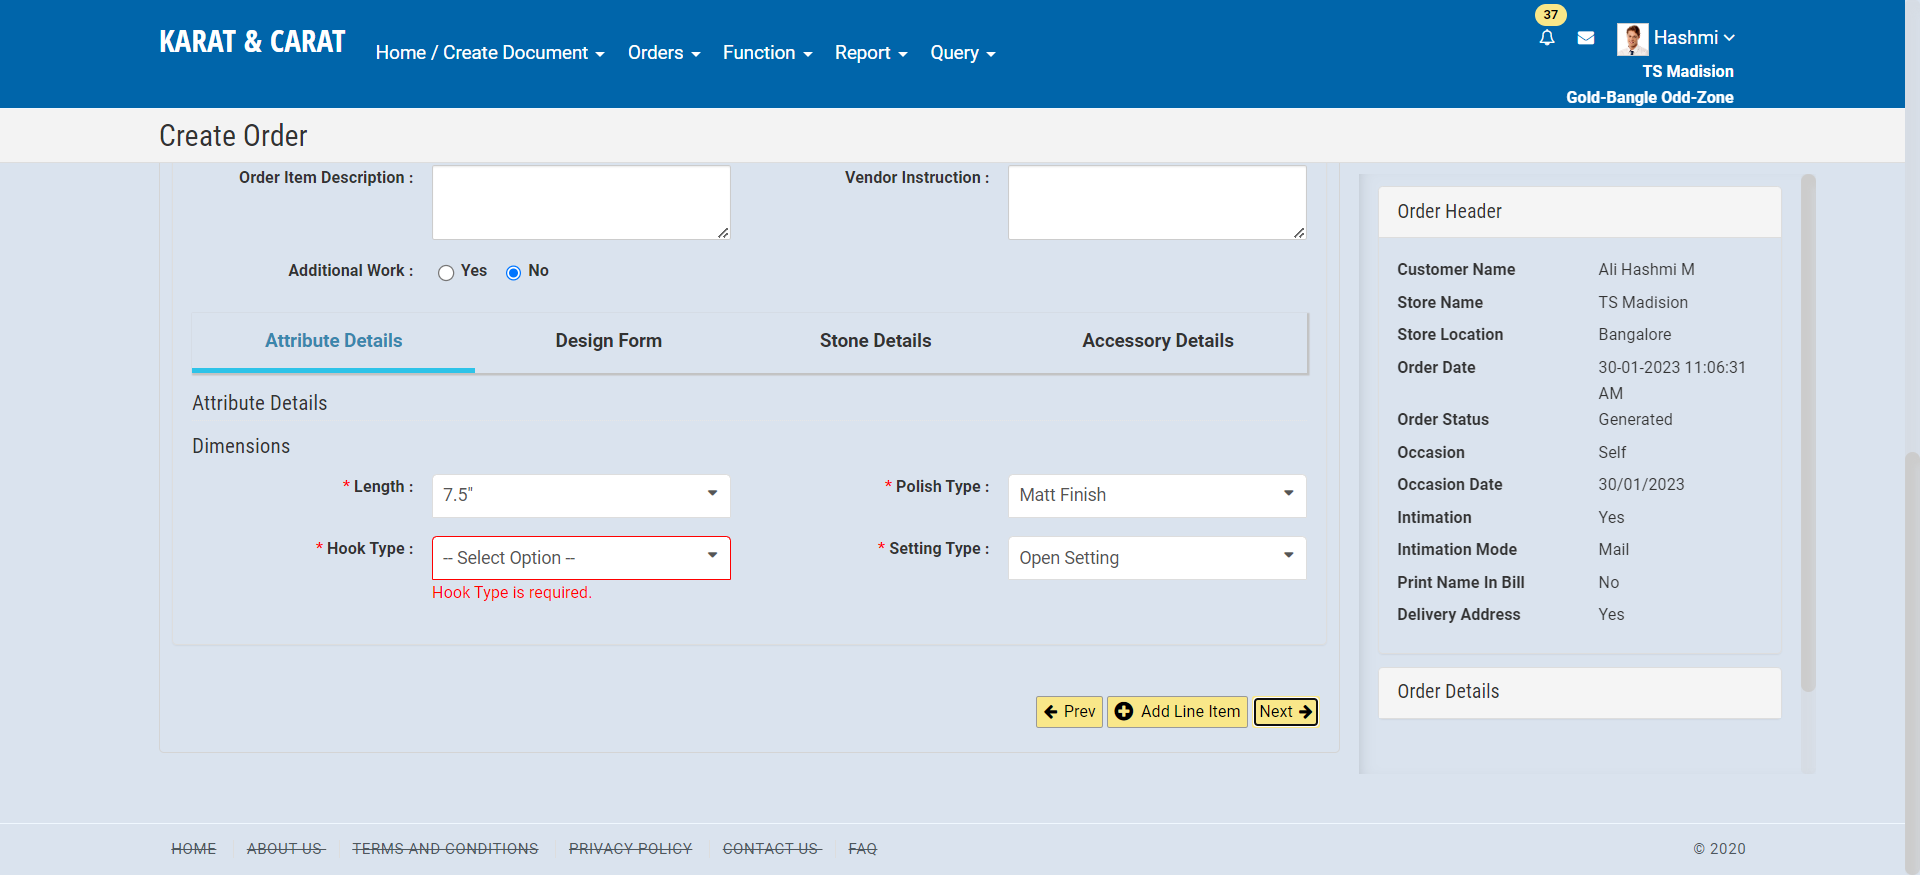 KARAT & CARAT
Home / Create Document
Orders
Function
Report
Query
37
Hashmi
TS Madision
Gold-Bangle Odd-Zone
Create Order
Order Item Description :
Vendor Instruction :
Additional Work :
Yes
No
Attribute Details
Design Form
Stone Details
Accessory Details
Attribute Details
Dimensions
* Length :
7.5"
* Polish Type :
Matt Finish
* Hook Type :
-- Select Option --
Hook Type is required.
* Setting Type :
Open Setting
Prev
Add Line Item
Next
Order Header
Customer Name
Ali Hashmi M
Store Name
TS Madision
Store Location
Bangalore
Order Date
30-01-2023 11:06:31
AM
Order Status
Generated
Occasion
Self
Occasion Date
30/01/2023
Intimation
Yes
Intimation Mode
Mail
Print Name In Bill
No
Delivery Address
Yes
Order Details
HOME
ABOUT US
TERMS AND CONDITIONS
PRIVACY POLICY
CONTACT US
FAQ
© 2020